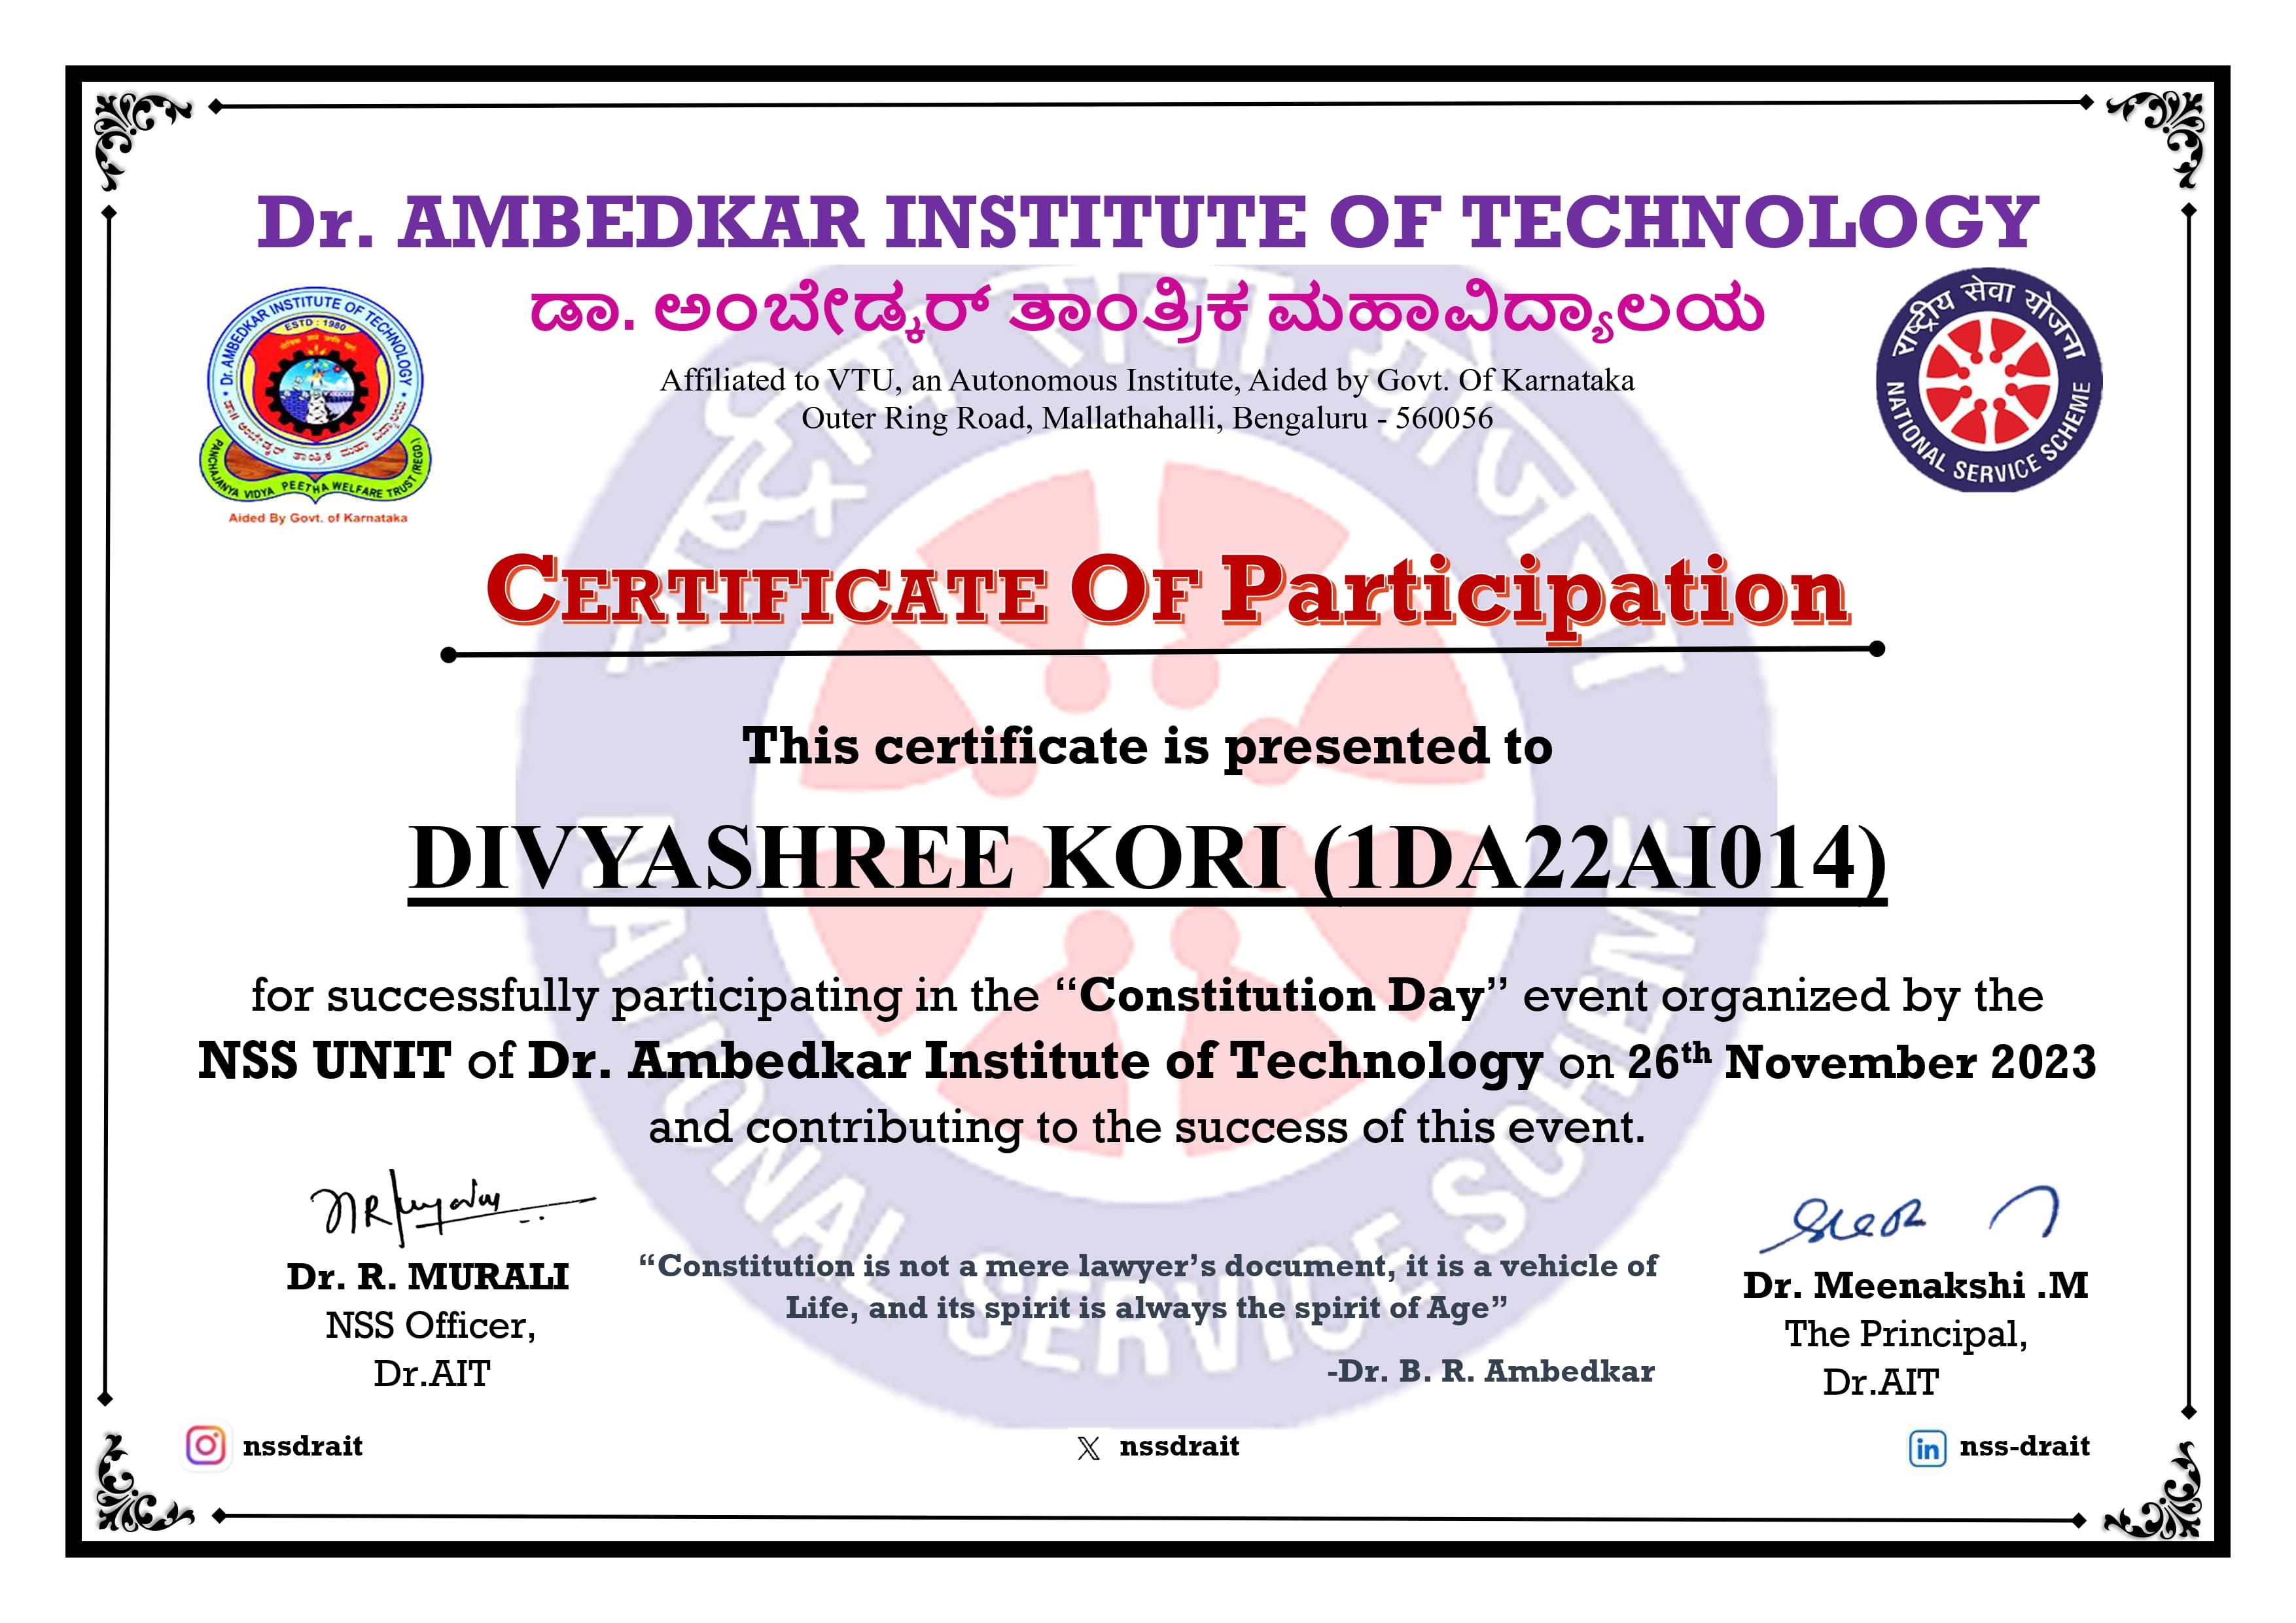 Dr. AMBEDKAR INSTITUTE OF TECHNOLOGY
ಡಾ. ಅಂಬೇಡ್ಕರ್ ತಾಂತ್ರಿಕ ಮಹಾವಿದ್ಯಾಲಯ
Affiliated to VTU, an Autonomous Institute, Aided by Govt. Of Karnataka
Outer Ring Road, Mallathahalli, Bengaluru - 560056
Dr. AMBEDKAR INSTITUTE OF TECHNOLOGY
ESTD : 1980
PANCHAJANYA VIDYA PEETHA WELFARE TRUST (REGD)
Aided By Govt. of Karnataka
राष्ट्रीय सेवा योजना
NATIONAL SERVICE SCHEME
CERTIFICATE OF Participation
This certificate is presented to
DIVYASHREE KORI (1DA22AI014)
for successfully participating in the “Constitution Day” event organized by the
NSS UNIT of Dr. Ambedkar Institute of Technology on 26th November 2023
and contributing to the success of this event.
Dr. R. MURALI
NSS Officer,
Dr.AIT
“Constitution is not a mere lawyer’s document, it is a vehicle of
Life, and its spirit is always the spirit of Age”
-Dr. B. R. Ambedkar
Dr. Meenakshi .M
The Principal,
Dr.AIT
nssdrait
nssdrait
nss-drait
राष्ट्रीय सेवा योजना
NATIONAL SERVICE SCHEME